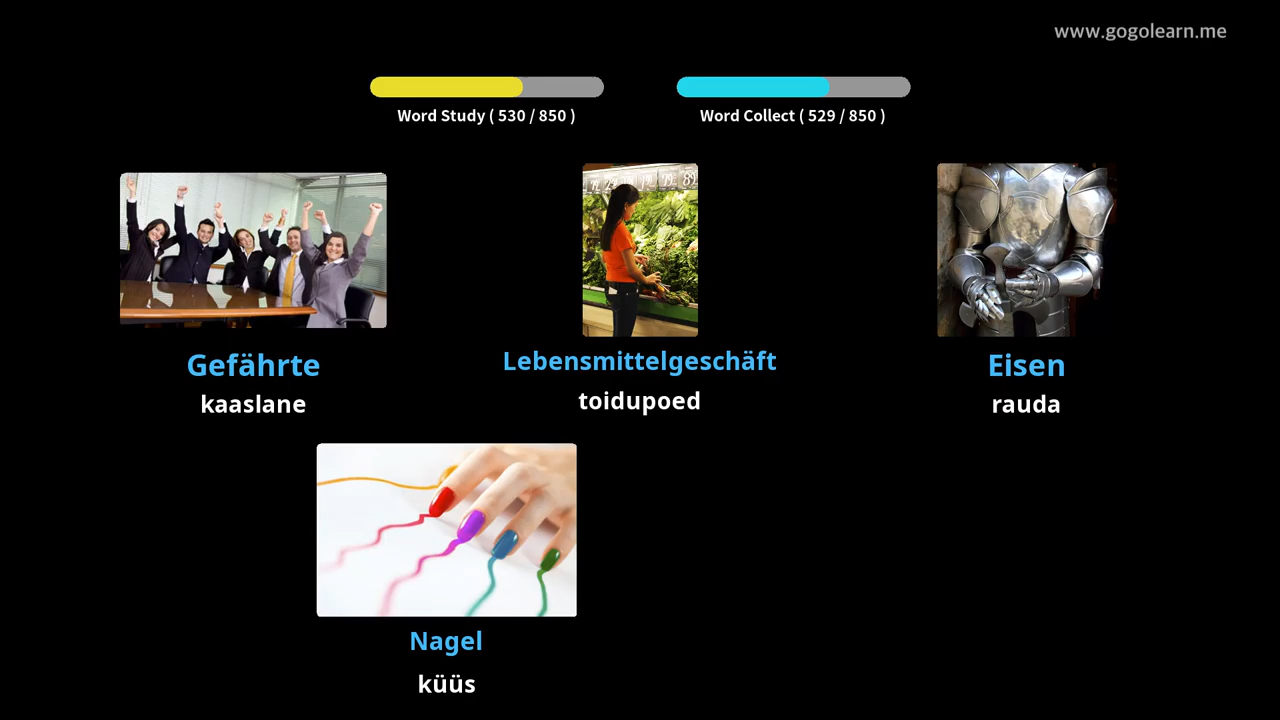 www.gogolearn.me
Word Study ( 530 / 850 )
Word Collect ( 529 / 850 )
Gefährte
kaaslane
Lebensmittelgeschäft
toidupoed
Eisen
rauda
Nagel
küüs